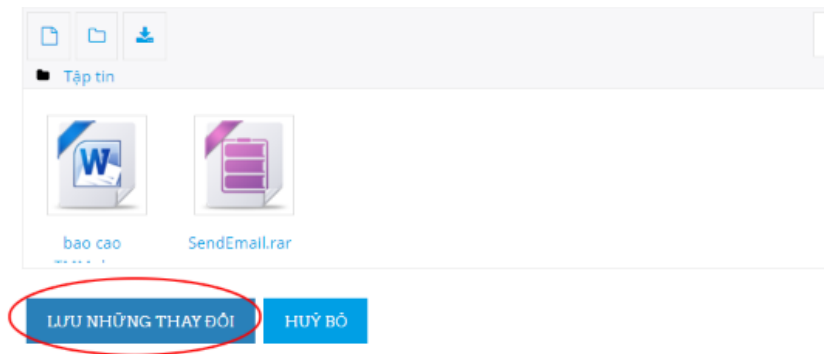 Tập tin
bao cao
SendEmail.rar
LƯU NHỮNG THAY ĐỔI
HUỶ BỎ